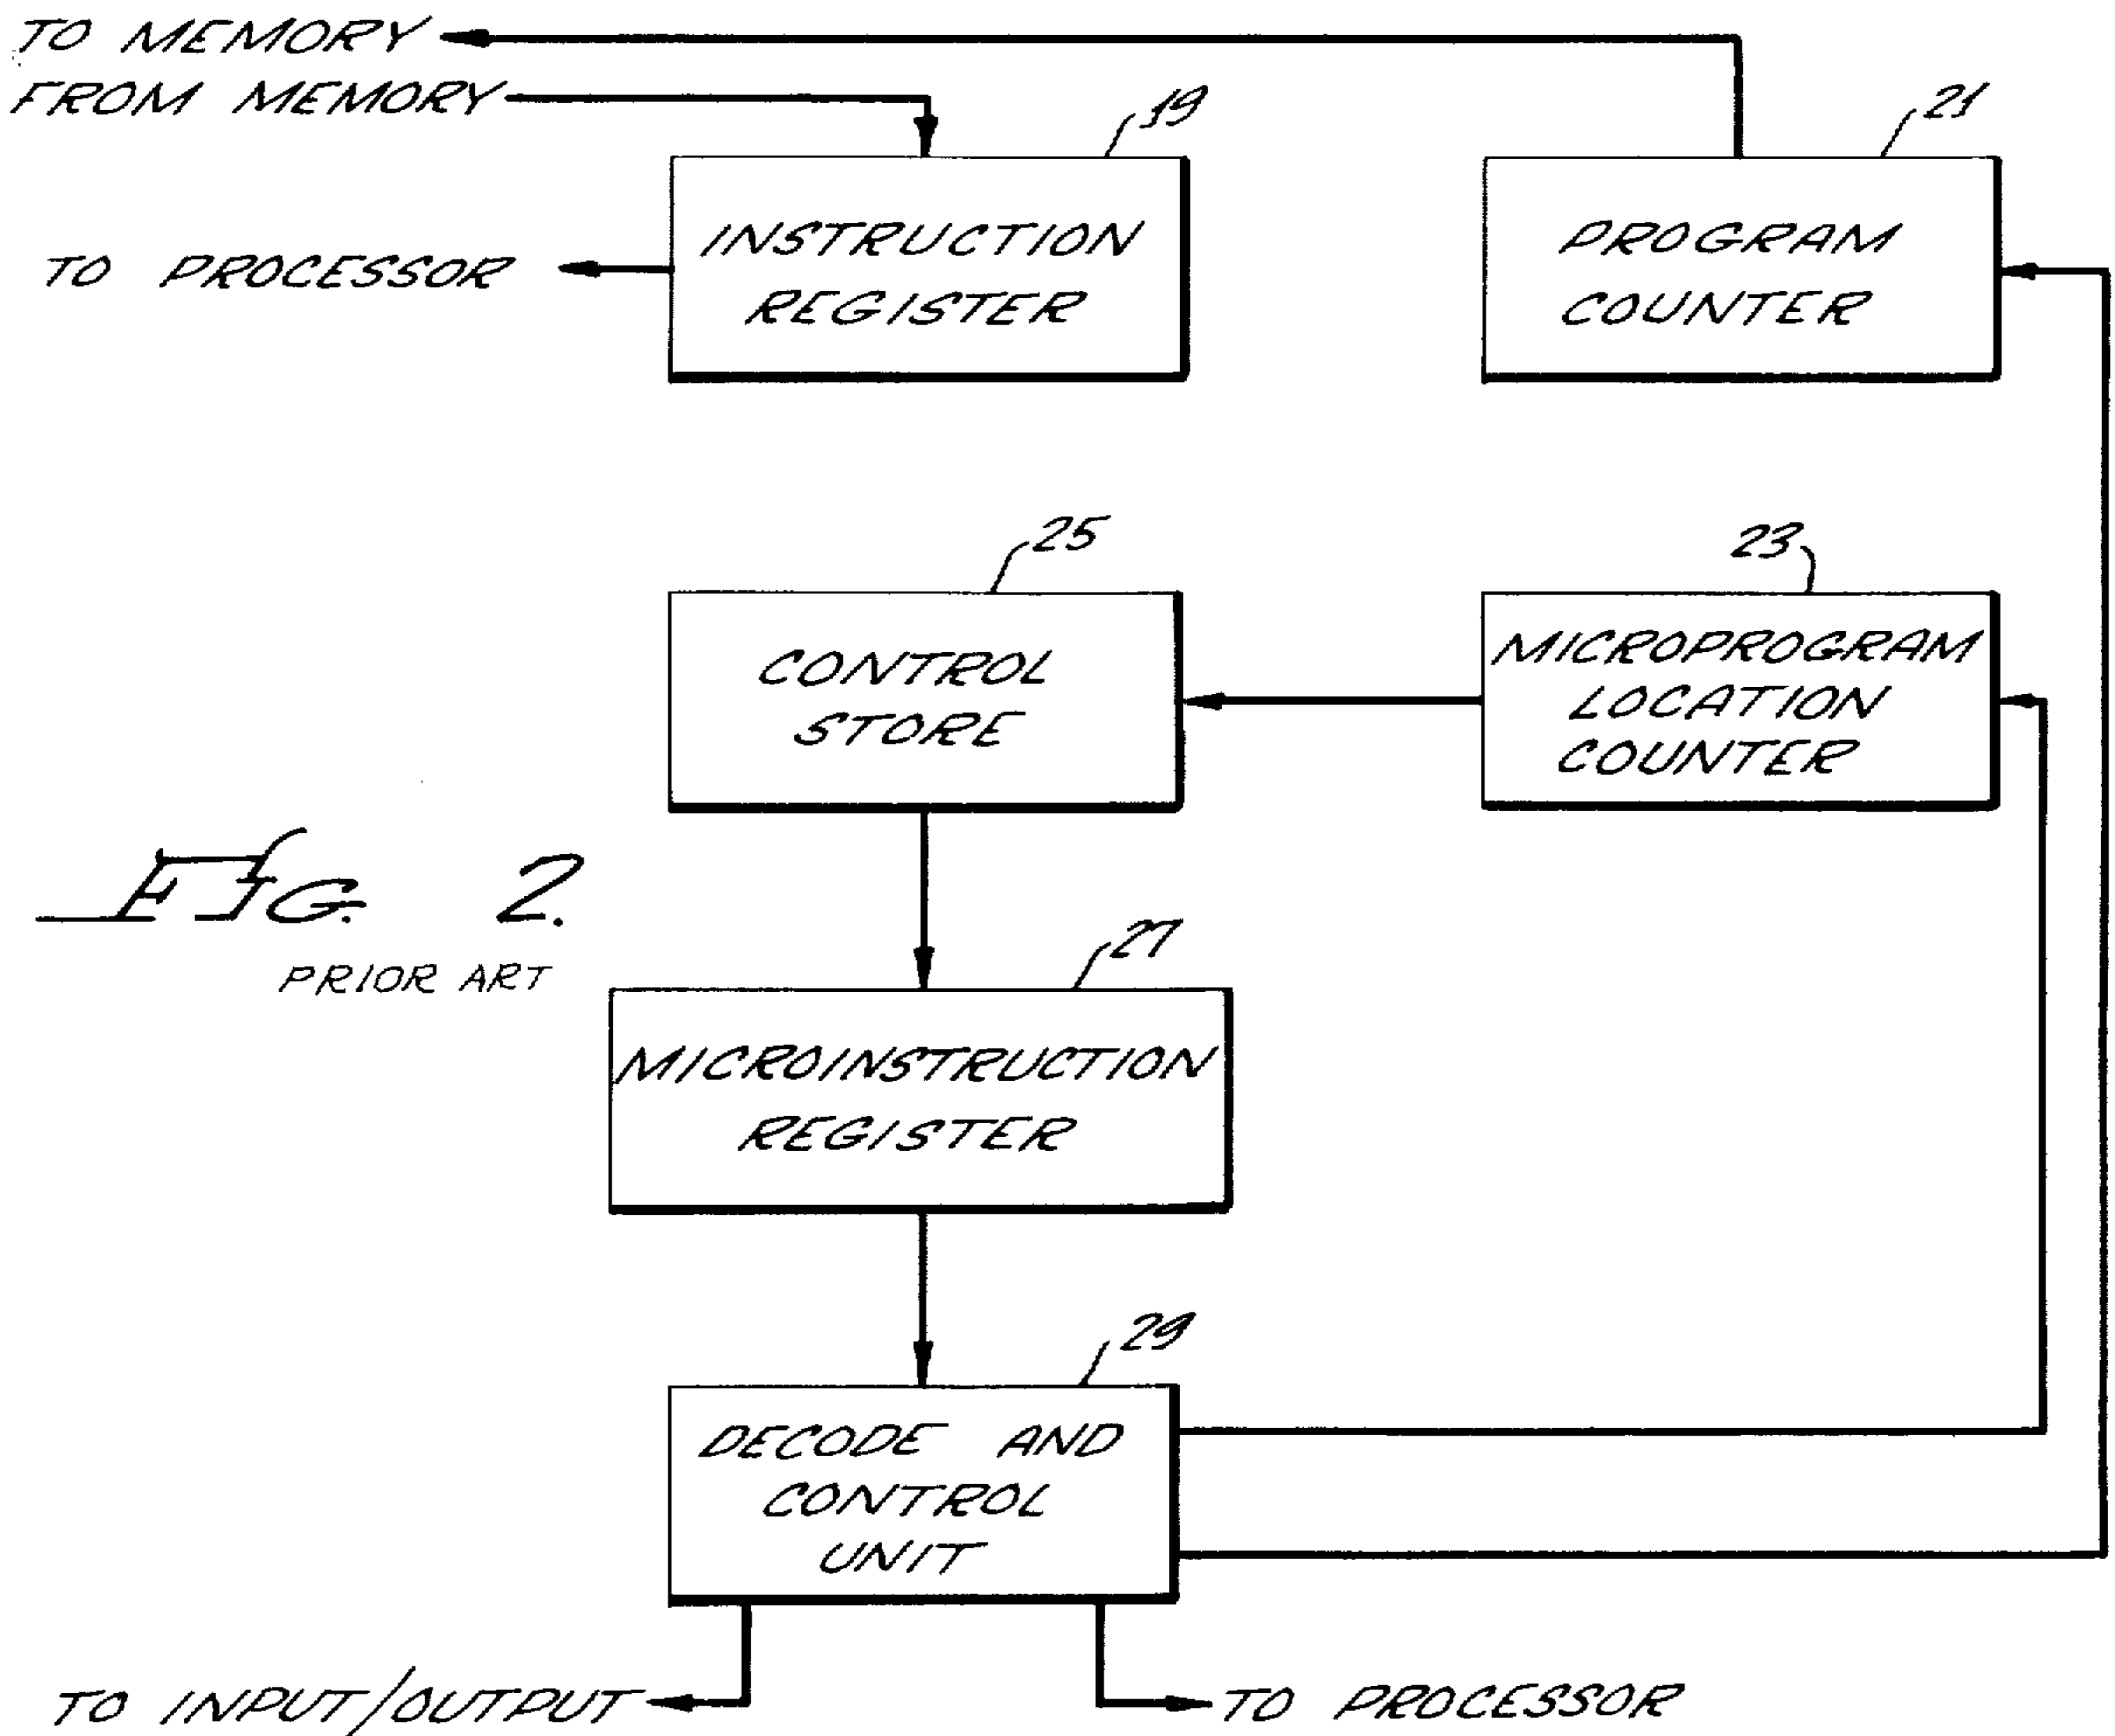 TO MEMORY
FROM MEMORY
19
21
TO PROCESSOR
INSTRUCTION
REGISTER
PROGRAM
COUNTER
25
23
CONTROL
STORE
MICROPROGRAM
LOCATION
COUNTER
FIG. 2.
PRIOR ART
27
MICROINSTRUCTION
REGISTER
29
DECODE AND
CONTROL
UNIT
TO INPUT/OUTPUT
TO PROCESSOR